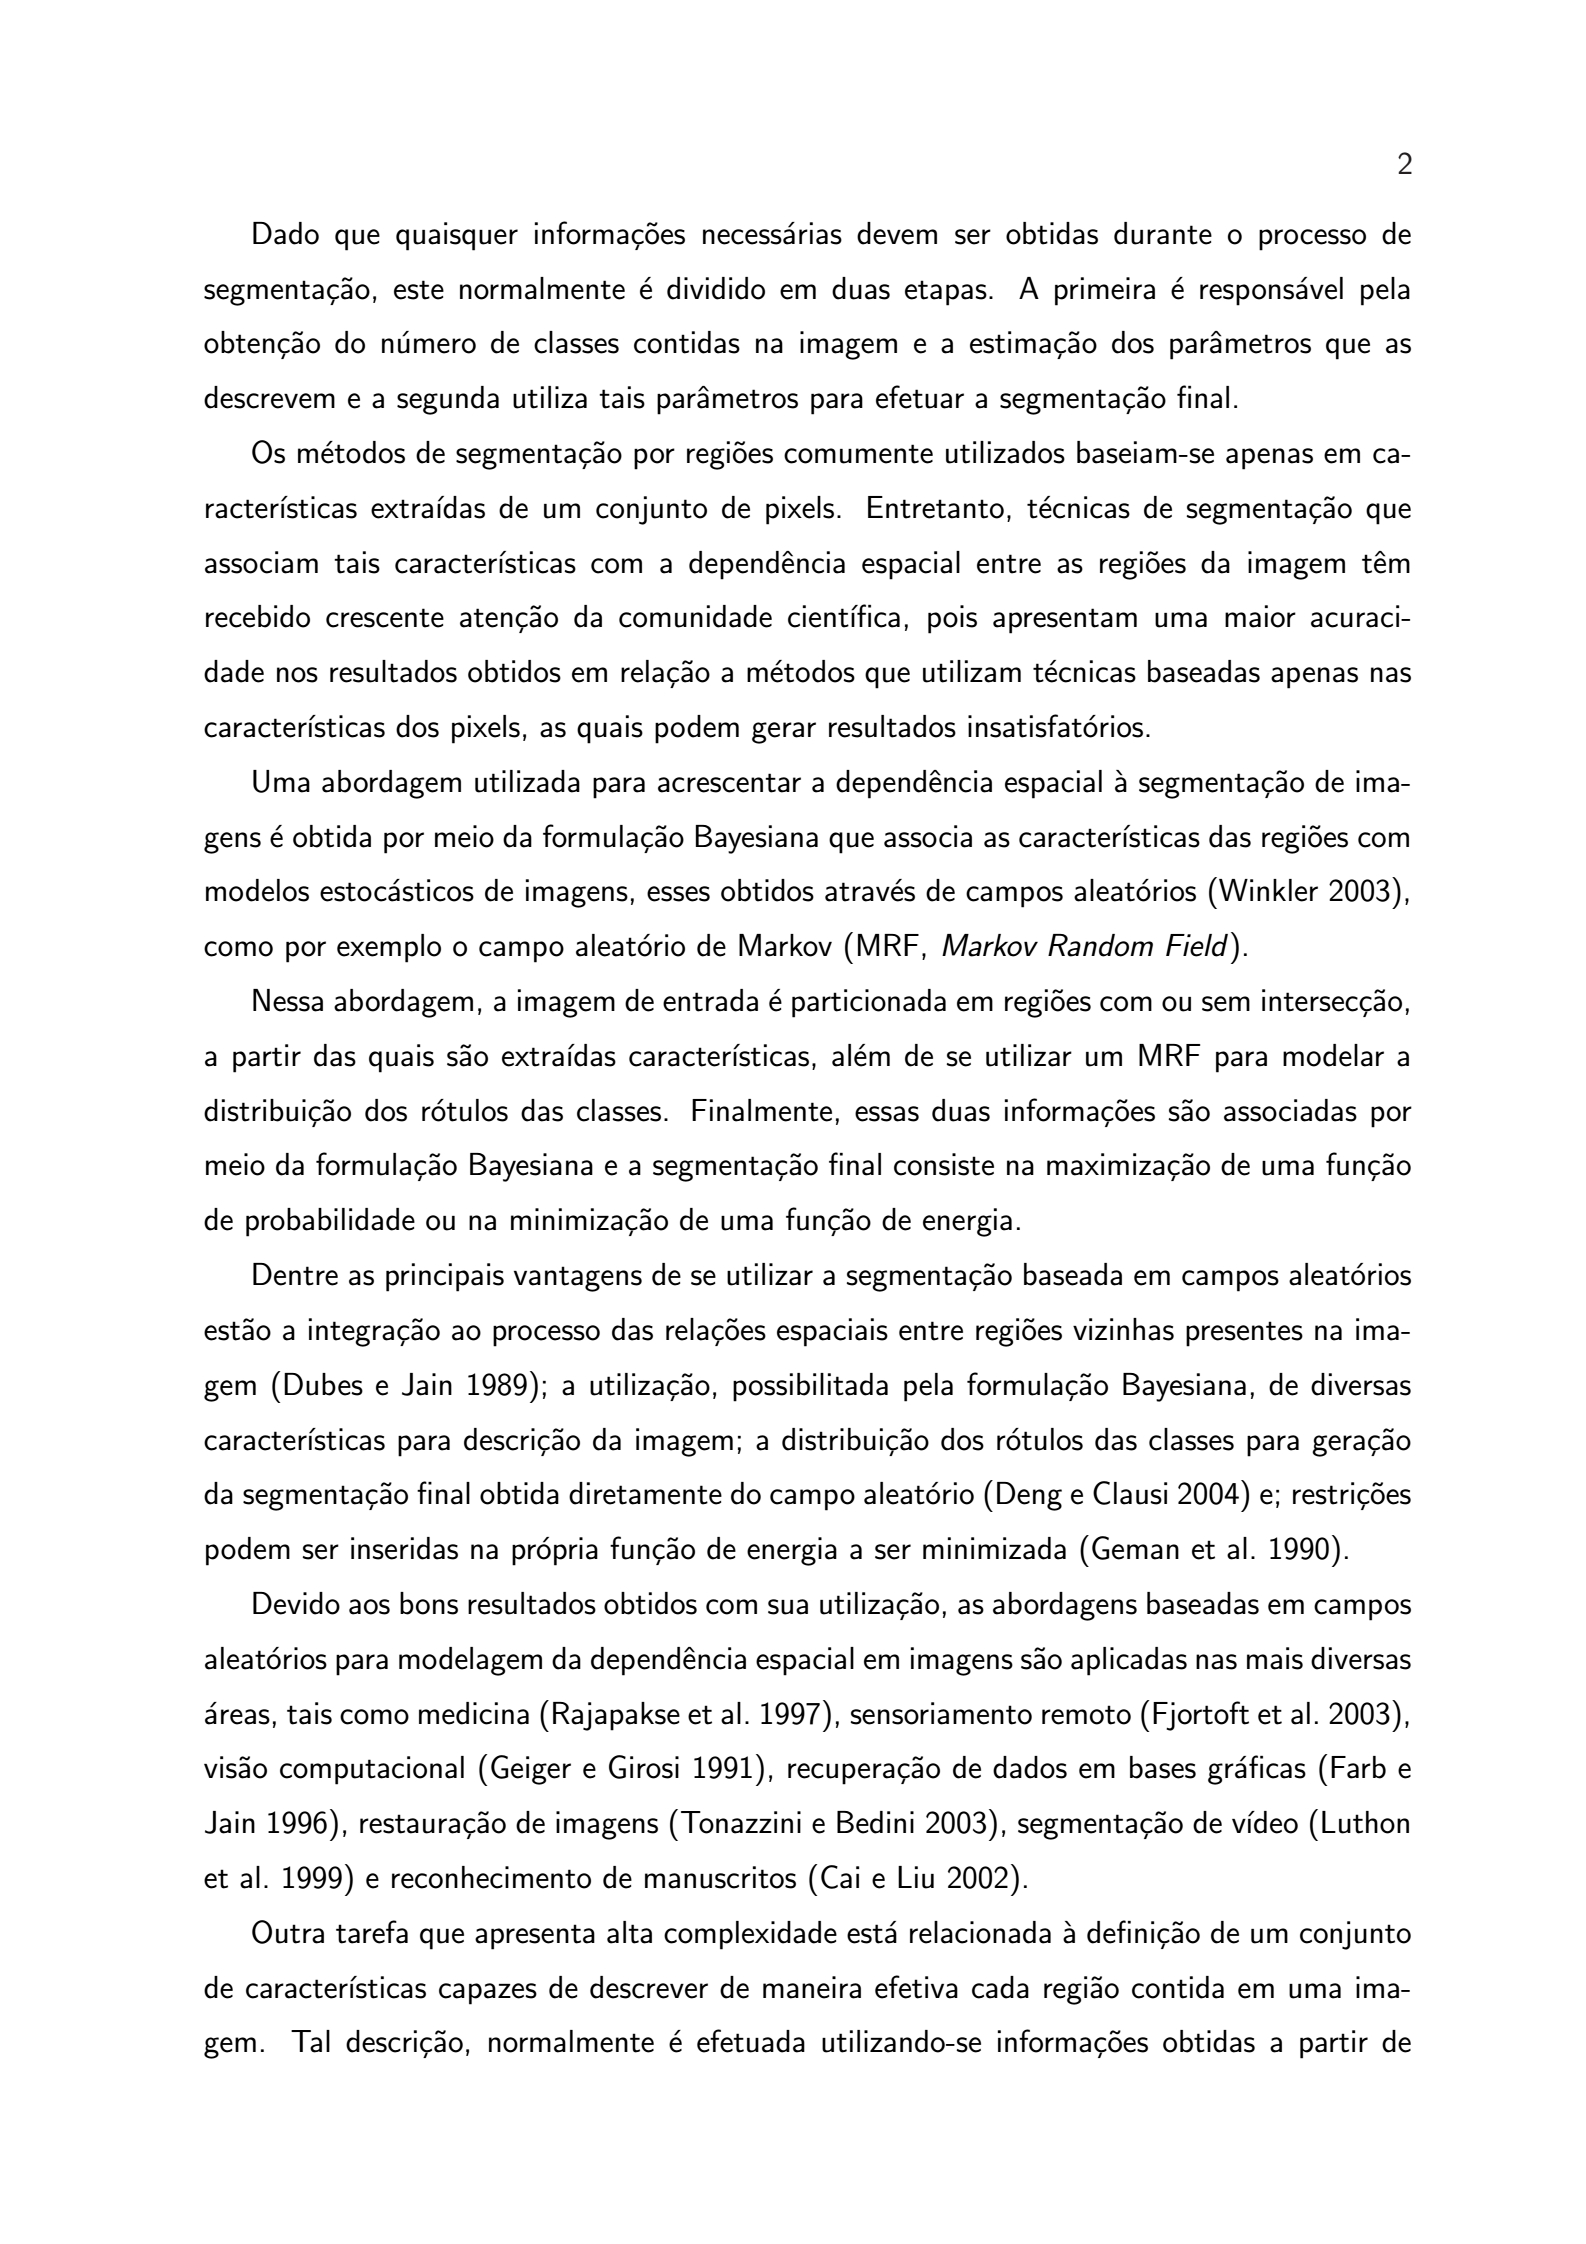 2
Dado que quaisquer informações necessárias devem ser obtidas durante o processo de
segmentação, este normalmente é dividido em duas etapas. A primeira é responsável pela
obtenção do número de classes contidas na imagem e a estimação dos parâmetros que as
descrevem e a segunda utiliza tais parâmetros para efetuar a segmentação final.
Os métodos de segmentação por regiões comumente utilizados baseiam-se apenas em ca-
racterísticas extraídas de um conjunto de pixels. Entretanto, técnicas de segmentação que
associam tais características com a dependência espacial entre as regiões da imagem têm
recebido crescente atenção da comunidade científica, pois apresentam uma maior acuraci-
dade nos resultados obtidos em relação a métodos que utilizam técnicas baseadas apenas nas
características dos pixels, as quais podem gerar resultados insatisfatórios.
Uma abordagem utilizada para acrescentar a dependência espacial à segmentação de ima-
gens é obtida por meio da formulação Bayesiana que associa as características das regiões com
modelos estocásticos de imagens, esses obtidos através de campos aleatórios (Winkler 2003),
como por exemplo o campo aleatório de Markov (MRF, Markov Random Field).
Nessa abordagem, a imagem de entrada é particionada em regiões com ou sem intersecção,
a partir das quais são extraídas características, além de se utilizar um MRF para modelar a
distribuição dos rótulos das classes. Finalmente, essas duas informações são associadas por
meio da formulação Bayesiana e a segmentação final consiste na maximização de uma função
de probabilidade ou na minimização de uma função de energia.
Dentre as principais vantagens de se utilizar a segmentação baseada em campos aleatórios
estão a integração ao processo das relações espaciais entre regiões vizinhas presentes na ima-
gem (Dubes e Jain 1989); a utilização, possibilitada pela formulação Bayesiana, de diversas
características para descrição da imagem; a distribuição dos rótulos das classes para geração
da segmentação final obtida diretamente do campo aleatório (Deng e Clausi 2004) e; restrições
podem ser inseridas na própria função de energia a ser minimizada (Geman et al. 1990).
Devido aos bons resultados obtidos com sua utilização, as abordagens baseadas em campos
aleatórios para modelagem da dependência espacial em imagens são aplicadas nas mais diversas
áreas, tais como medicina (Rajapakse et al. 1997), sensoriamento remoto (Fjortoft et al. 2003),
visão computacional (Geiger e Girosi 1991), recuperação de dados em bases gráficas (Farb e
Jain 1996), restauração de imagens (Tonazzini e Bedini 2003), segmentação de vídeo (Luthon
et al. 1999) e reconhecimento de manuscritos (Cai e Liu 2002).
Outra tarefa que apresenta alta complexidade está relacionada à definição de um conjunto
de características capazes de descrever de maneira efetiva cada região contida em uma ima-
gem. Tal descrição, normalmente é efetuada utilizando-se informações obtidas a partir de